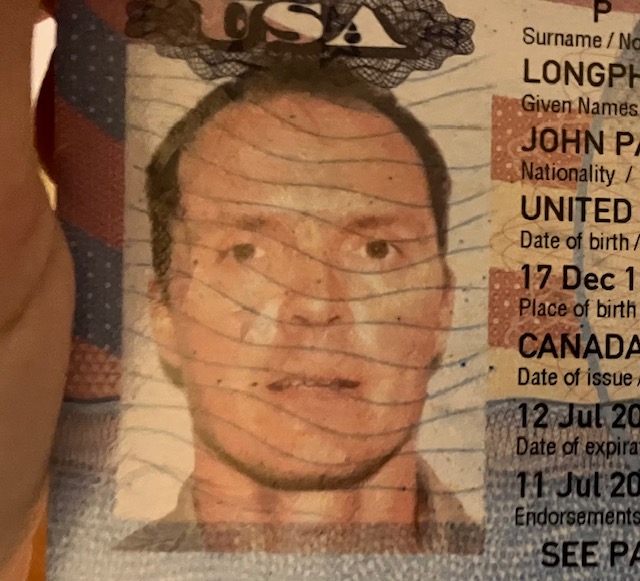 USA
P
Surname / No
LONGPH
Given Names
JOHN PA
Nationality /
UNITED
Date of birth /
17 Dec 1
Place of birth
CANADA
Date of issue /
12 Jul 20
Date of expira
11 Jul 20
Endorsements
SEE PA